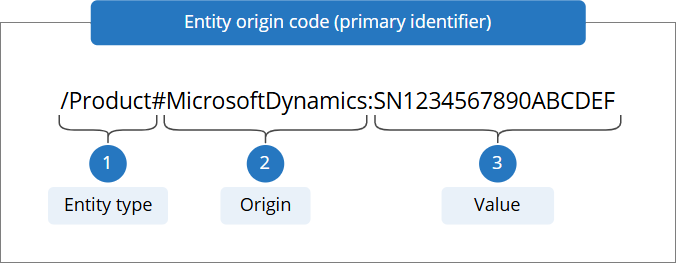 Entity origin code (primary identifier)
/Product#MicrosoftDynamics:SN1234567890ABCDEF
1 2 3
Entity type Origin Value